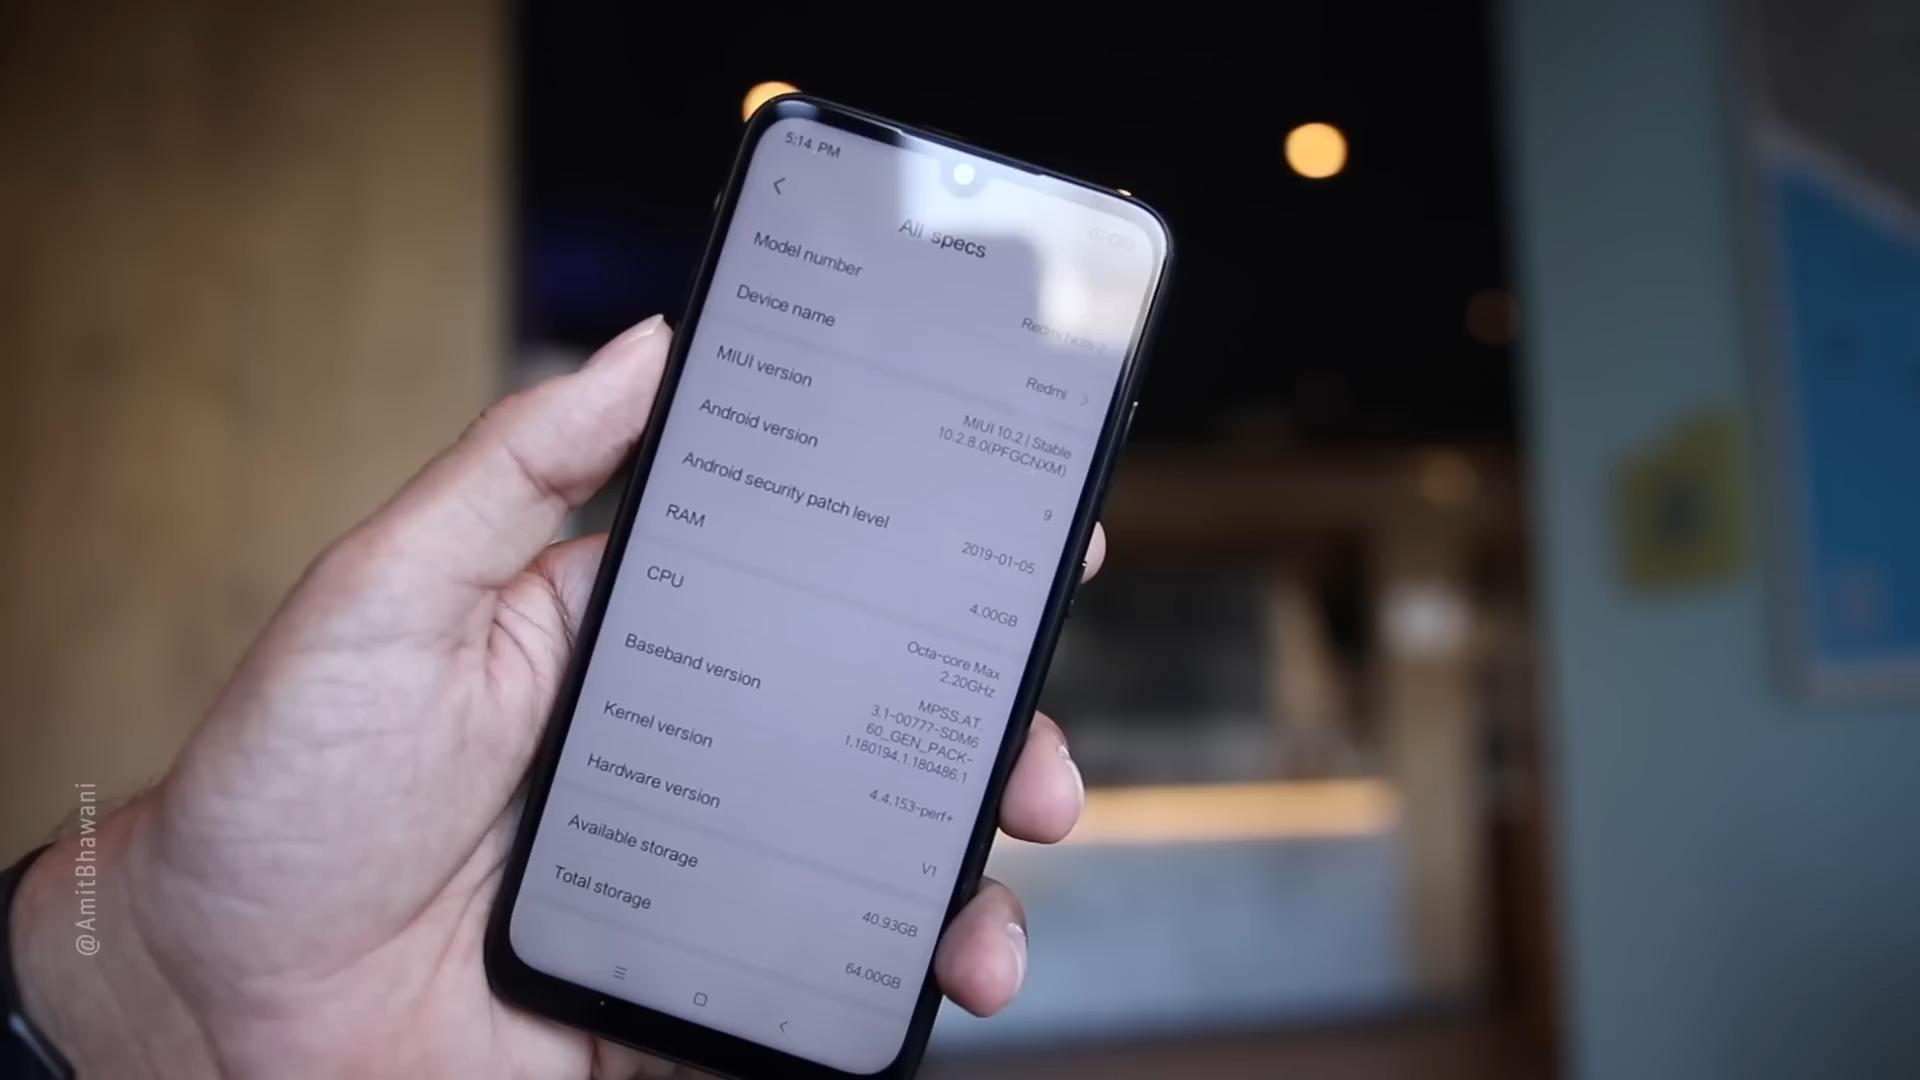 5:14 PM
All specs
Model number
Redmi Note 7
Device name
Redmi
MIUI version
MIUI 10.2 | Stable
10.2.8.0(PFGCNXM)
Android version
9
Android security patch level
2019-01-05
RAM
4.00GB
CPU
Octa-core Max
2.20GHz
Baseband version
MPSS.AT.
3.1-00777-SDM6
60_GEN_PACK-
1.180194.1.180486.1
Kernel version
4.4.153-perf+
Hardware version
V1
Available storage
40.93GB
Total storage
64.00GB
@AmitBhawani